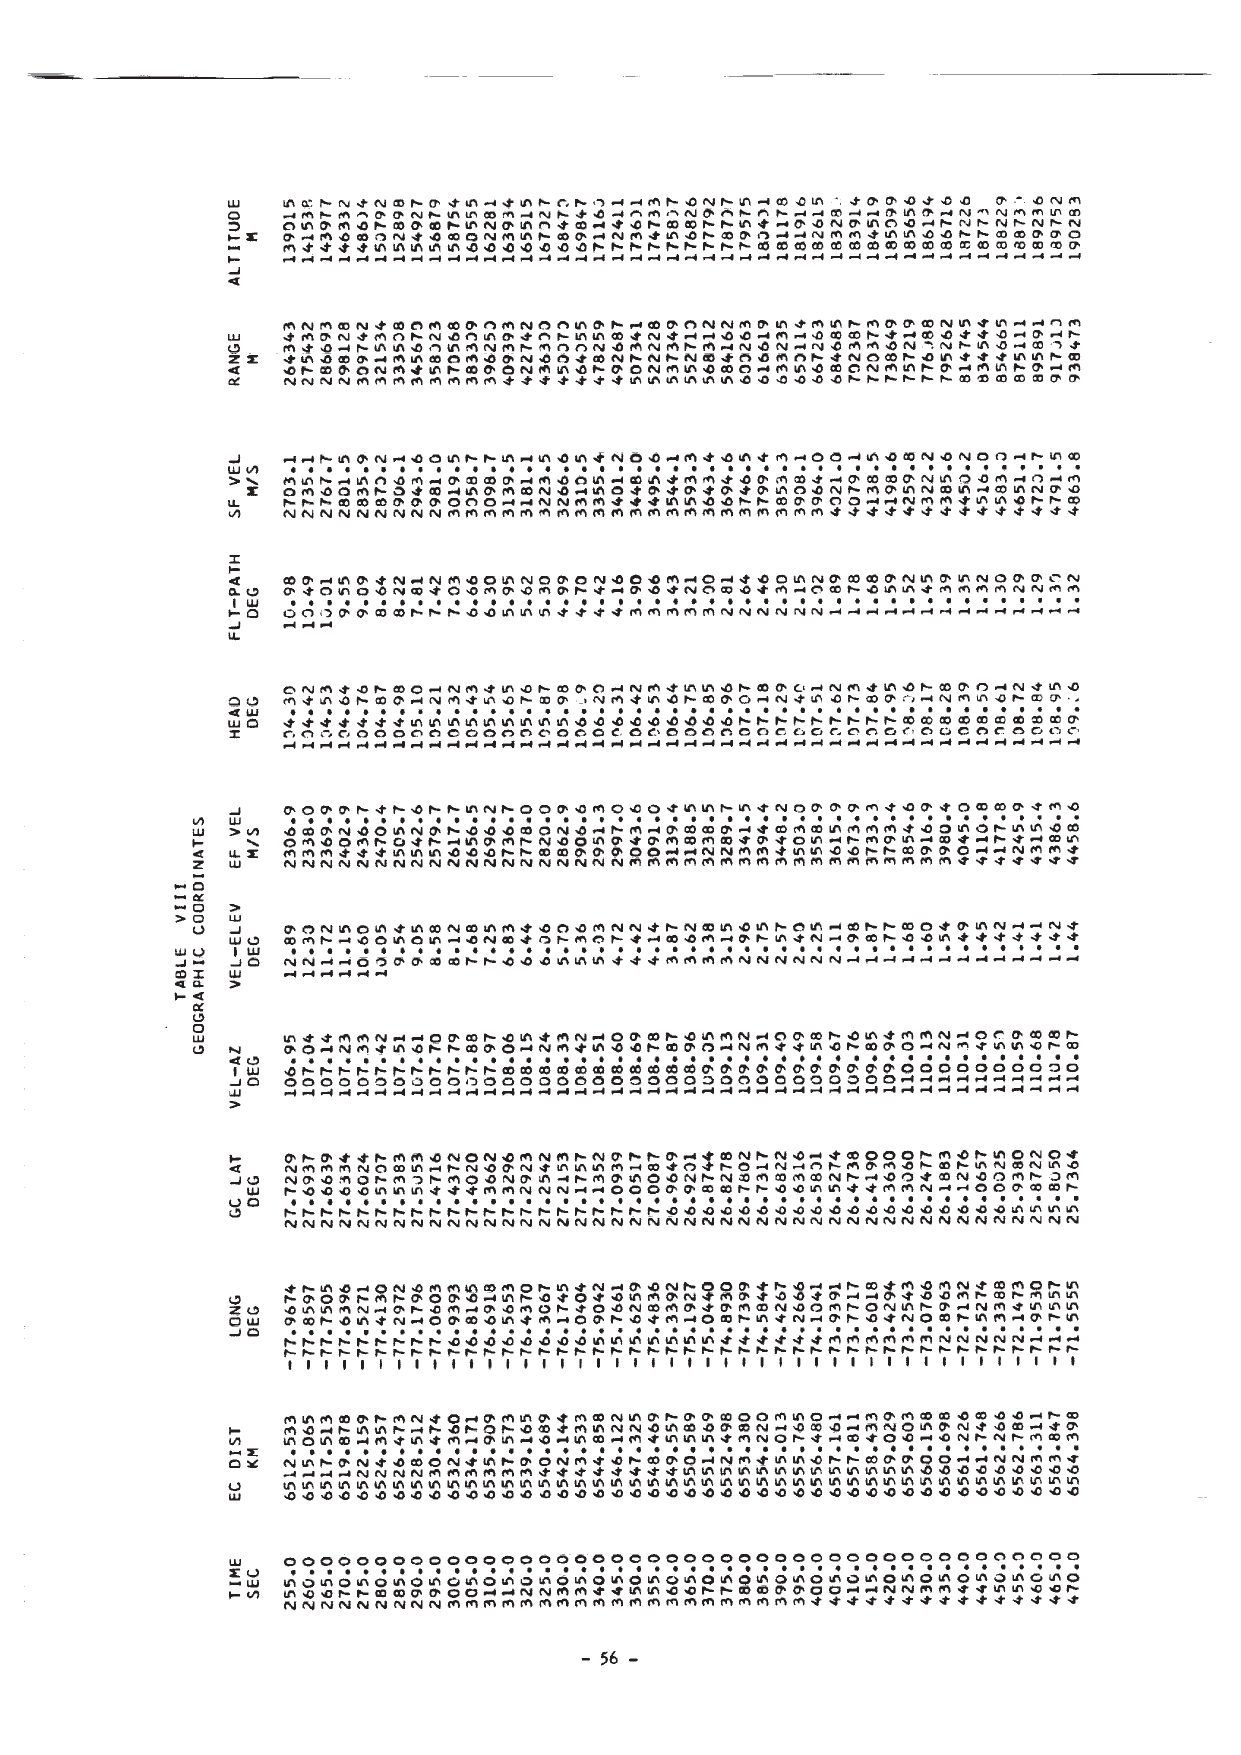 TABLE VIII
GEOGRAPHIC COORDINATES
TIME EC DIST LONG GC LAT VEL-AZ VEL-ELEV EF VEL HEAD FLT-PATH SF VEL RANGE ALTITUDE
SEC KM DEG DEG DEG DEG M/S DEG DEG M/S M M
255.0 6512.533 -77.9674 27.7229 106.95 12.89 2306.9 104.30 10.98 2703.1 264343 139015
260.0 6515.065 -77.8597 27.6937 107.04 12.30 2338.0 104.42 10.49 2735.1 275432 141538
265.0 6517.513 -77.7505 27.6639 107.14 11.72 2369.9 104.53 10.01 2767.7 286693 143977
270.0 6519.878 -77.6396 27.6334 107.23 11.15 2402.9 104.64 9.55 2801.5 298128 146332
275.0 6522.159 -77.5271 27.6024 107.33 10.60 2436.7 104.76 9.09 2835.9 309742 148604
280.0 6524.357 -77.4130 27.5707 107.42 10.05 2470.4 104.87 8.64 2870.2 321534 150792
285.0 6526.473 -77.2972 27.5383 107.51 9.54 2505.7 104.98 8.22 2906.1 333508 152898
290.0 6528.512 -77.1796 27.5053 107.61 9.05 2542.6 105.10 7.81 2943.6 345670 154927
295.0 6530.474 -77.0603 27.4716 107.70 8.58 2579.7 105.21 7.42 2981.0 358023 156879
300.0 6532.360 -76.9393 27.4372 107.79 8.12 2617.7 105.32 7.03 3019.5 370568 158754
305.0 6534.171 -76.8165 27.4020 107.88 7.68 2656.5 105.43 6.66 3058.7 383309 160555
310.0 6535.909 -76.6918 27.3662 107.97 7.25 2696.2 105.54 6.30 3098.7 396250 162281
315.0 6537.573 -76.5653 27.3296 108.06 6.83 2736.7 105.65 5.95 3139.5 409393 163934
320.0 6539.165 -76.4370 27.2923 108.15 6.44 2778.0 105.76 5.62 3181.1 422742 165515
325.0 6540.689 -76.3067 27.2542 108.24 6.06 2820.0 105.87 5.30 3223.5 436300 167027
330.0 6542.144 -76.1745 27.2153 108.33 5.70 2862.9 105.98 4.99 3266.6 450070 168470
335.0 6543.533 -76.0404 27.1757 108.42 5.36 2906.6 106.09 4.70 3310.5 464055 169847
340.0 6544.858 -75.9042 27.1352 108.51 5.03 2951.3 106.20 4.42 3355.4 478259 171160
345.0 6546.122 -75.7661 27.0939 108.60 4.72 2997.0 106.31 4.16 3401.2 492687 172411
350.0 6547.325 -75.6259 27.0517 108.69 4.42 3043.6 106.42 3.90 3448.0 507341 173601
355.0 6548.469 -75.4836 27.0087 108.78 4.14 3091.0 106.53 3.66 3495.6 522228 174733
360.0 6549.557 -75.3392 26.9649 108.87 3.87 3139.4 106.64 3.43 3544.1 537349 175807
365.0 6550.589 -75.1927 26.9201 108.96 3.62 3188.5 106.75 3.21 3593.3 552710 176826
370.0 6551.569 -75.0440 26.8744 109.05 3.38 3238.5 106.85 3.00 3643.4 568312 177792
375.0 6552.498 -74.8930 26.8278 109.13 3.15 3289.7 106.96 2.81 3694.6 584162 178707
380.0 6553.380 -74.7399 26.7802 109.22 2.96 3341.5 107.07 2.64 3746.5 600263 179575
385.0 6554.220 -74.5844 26.7317 109.31 2.75 3394.4 107.18 2.46 3799.4 616619 180401
390.0 6555.013 -74.4267 26.6822 109.40 2.57 3448.2 107.29 2.30 3853.3 633235 181178
395.0 6555.765 -74.2666 26.6316 109.49 2.40 3503.0 107.40 2.15 3908.1 650114 181916
400.0 6556.480 -74.1041 26.5801 109.58 2.25 3558.9 107.51 2.02 3964.0 667263 182615
405.0 6557.161 -73.9391 26.5274 109.67 2.11 3615.9 107.62 1.89 4021.0 684685
410.0 6557.811 -73.7717 26.4738 109.76 1.98 3673.9 107.73 1.78 4079.1 702387 183914
415.0 6558.433 -73.6018 26.4190 109.85 1.87 3733.3 107.84 1.68 4138.5 720373 184519
420.0 6559.029 -73.4294 26.3630 109.94 1.77 3793.4 107.95 1.59 4198.6 738649 185099
425.0 6559.603 -73.2543 26.3060 110.03 1.68 3854.6 108.06 1.52 4259.8 757219 185656
430.0 6560.158 -73.0766 26.2477 110.13 1.60 3916.9 108.17 1.45 4322.2 776088 186194
435.0 6560.698 -72.8963 26.1883 110.22 1.54 3980.4 108.28 1.39 4385.6 795262 186716
440.0 6561.226 -72.7132 26.1276 110.31 1.49 4045.0 108.39 1.35 4450.2 814745 187226
445.0 6561.748 -72.5274 26.0657 110.40 1.45 4110.8 108.50 1.32 4516.0 834544
450.0 6562.266 -72.3388 26.0025 110.50 1.42 4177.8 108.61 1.30 4583.0 854665 188229
455.0 6562.786 -72.1473 25.9380 110.59 1.41 4245.9 108.72 1.29 4651.1 875111
460.0 6563.311 -71.9530 25.8722 110.68 1.41 4315.4 108.84 1.29 4720.7 895891 189236
465.0 6563.847 -71.7557 25.8050 110.78 1.42 4386.3 108.95 1.30 4791.5 917010 189752
470.0 6564.398 -71.5555 25.7364 110.87 1.44 4458.6 109.06 1.32 4863.8 938473 190283
- 56 -